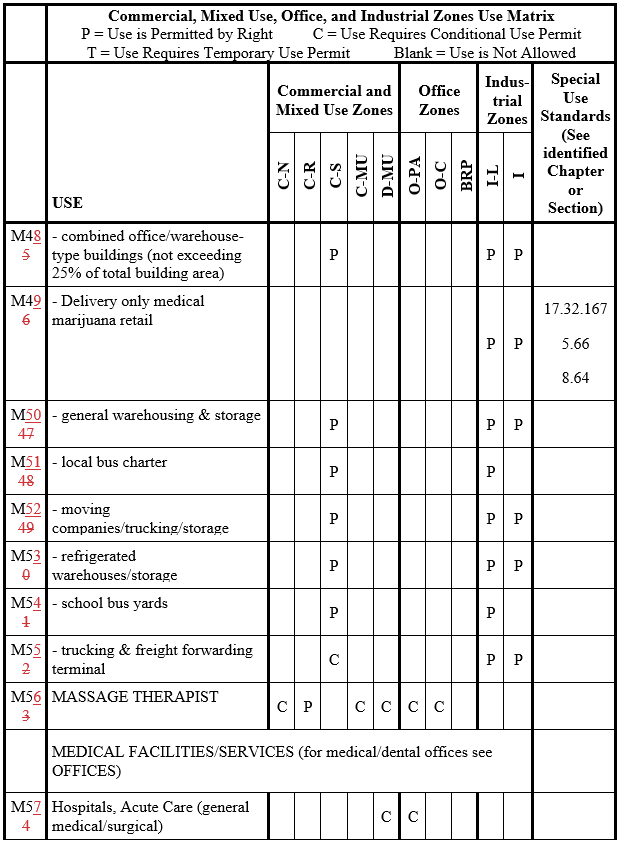 Commercial, Mixed Use, Office, and Industrial Zones Use Matrix
P = Use is Permitted by Right C = Use Requires Conditional Use Permit
T = Use Requires Temporary Use Permit Blank = Use is Not Allowed
USE
Commercial and
Mixed Use Zones
Office
Zones
Indus-
trial
Zones
Special
Use
Standards
(See
identified
Chapter
or
Section)
C-N C-R C-S C-MU D-MU O-PA O-C BRP I-L I
M48 - combined office/warehouse-
5 type buildings (not exceeding P P P
25% of total building area)
M49 - Delivery only medical
6 marijuana retail
17.32.167
P P 5.66
8.64
M50 - general warehousing & storage
47 P P P
M51 - local bus charter
48 P P
M52 - moving
49 companies/trucking/storage P P P
M53 - refrigerated
0 warehouses/storage P P P
M54 - school bus yards
1 P P
M55 - trucking & freight forwarding
2 terminal C P P
M56 MASSAGE THERAPIST
3 C P C C C C
MEDICAL FACILITIES/SERVICES (for medical/dental offices see
OFFICES)
M57 Hospitals, Acute Care (general
4 medical/surgical) C C